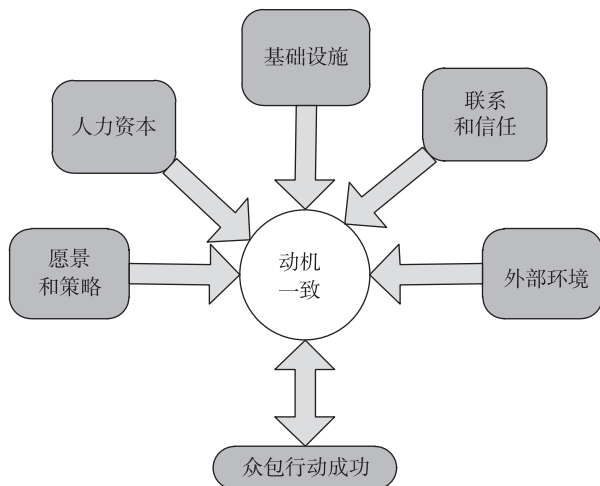 基础设施
人力资本
联系
和信任
愿景
和策略
动机
一致
外部环境
众包行动成功